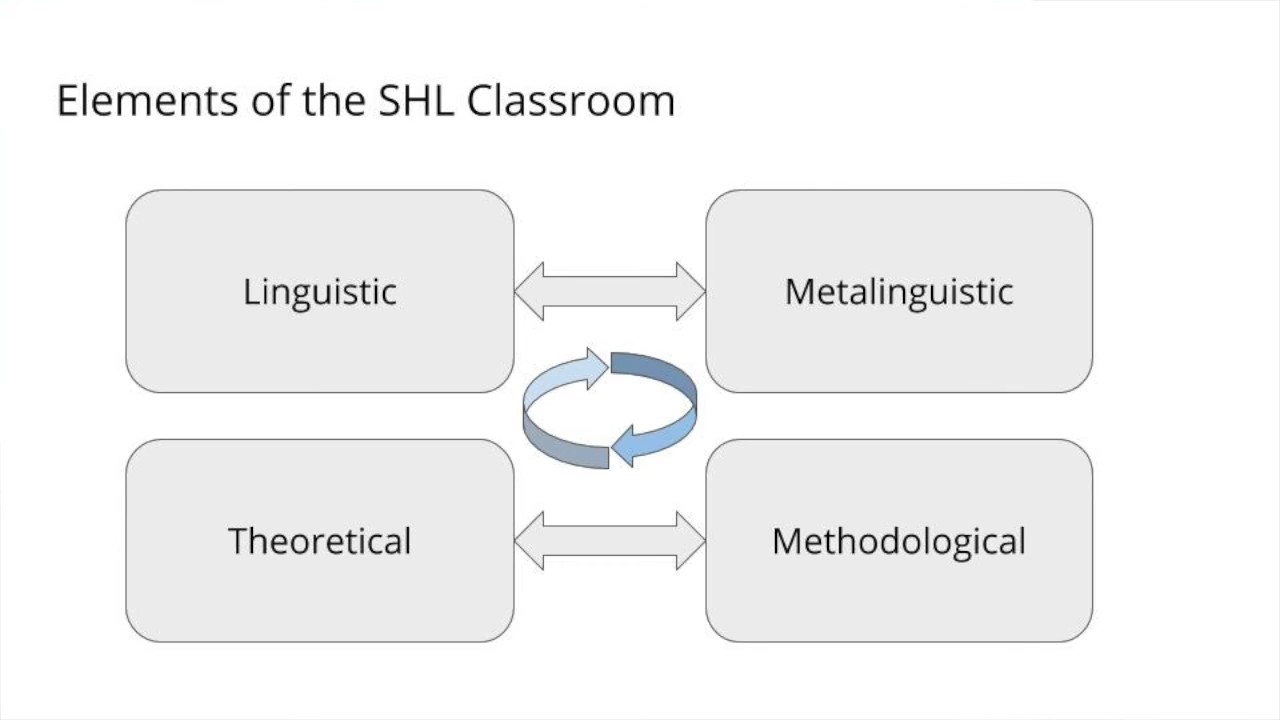 Elements of the SHL Classroom
Linguistic
Metalinguistic
Theoretical
Methodological